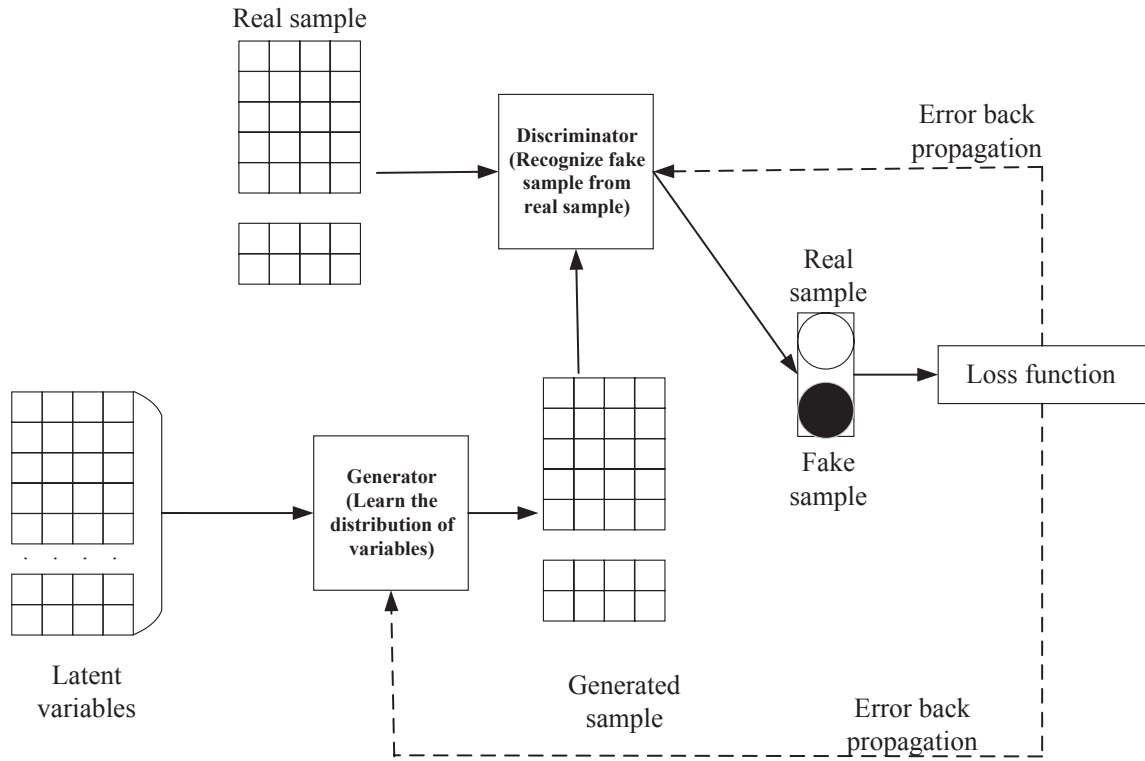 Real sample
Discriminator
(Recognize fake
sample from
real sample)
Error back
propagation
Real
sample
Loss function
Fake
sample
Generator
(Learn the
distribution of
variables)
. . . .
Latent
variables
Generated
sample
Error back
propagation